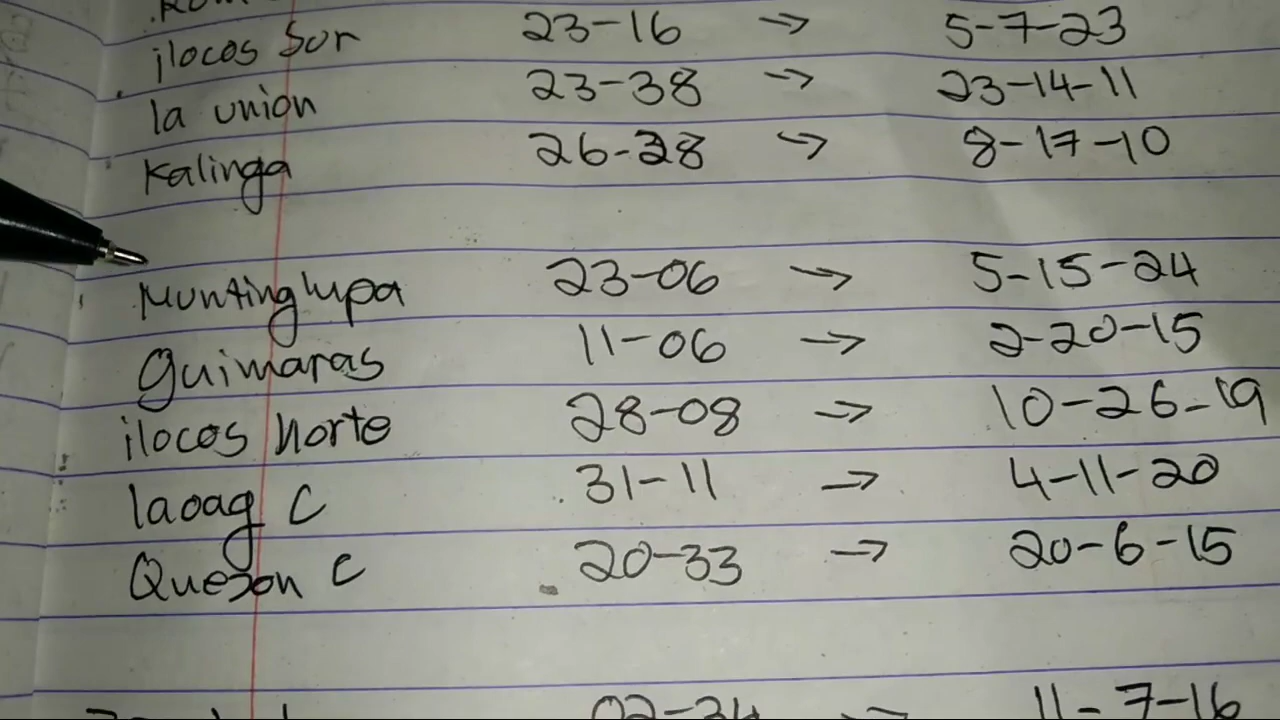 ilocos Sur 23-16 → 5-7-23
la union 23-38 → 23-14-11
Kalinga 26-28 → 8-17-10
Muntinglupa 23-06 → 5-15-24
Guimaras 11-06 → 2-20-15
ilocos Norte 28-08 → 10-26-19
laoag C 31-11 → 4-11-20
Quezon C 20-33 → 20-6-15
→ 11-7-16